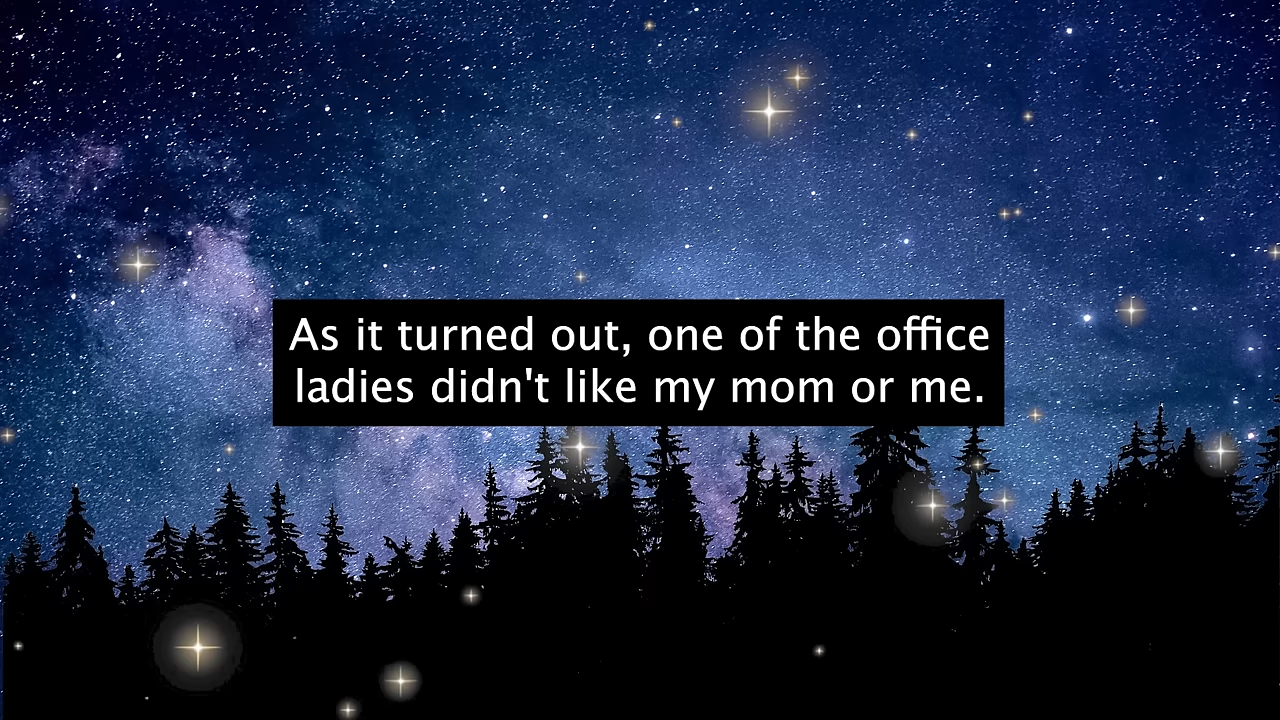 As it turned out, one of the office
ladies didn't like my mom or me.